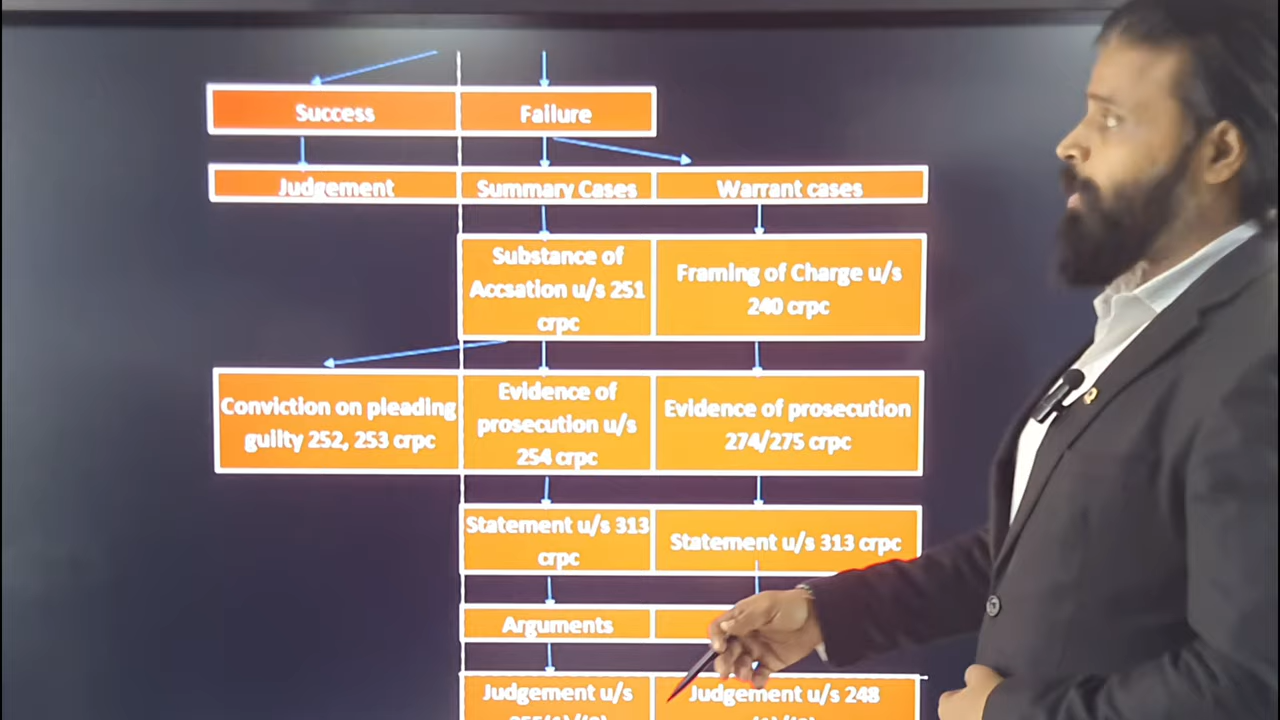 Success
Failure
Judgement
Summary Cases
Warrant cases
Substance of
Accsation u/s 251
crpc
Framing of Charge u/s
240 crpc
Conviction on pleading
guilty 252, 253 crpc
Evidence of
prosecution u/s
254 crpc
Evidence of prosecution
274/275 crpc
Statement u/s 313
crpc
Statement u/s 313 crpc
Arguments
Judgement u/s
Judgement u/s 248